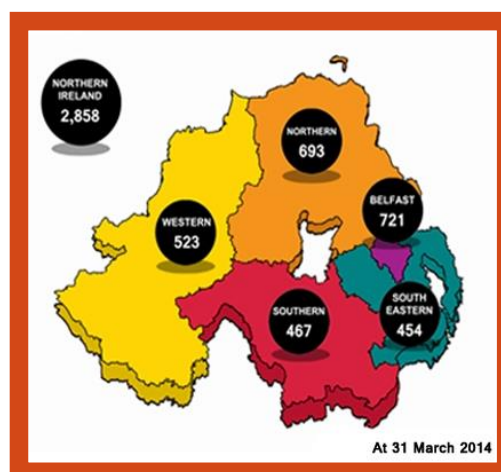 NORTHERN
IRELAND
2,858
NORTHERN
693
BELFAST
721
WESTERN
523
SOUTHERN
467
SOUTH
EASTERN
454
At 31 March 2014